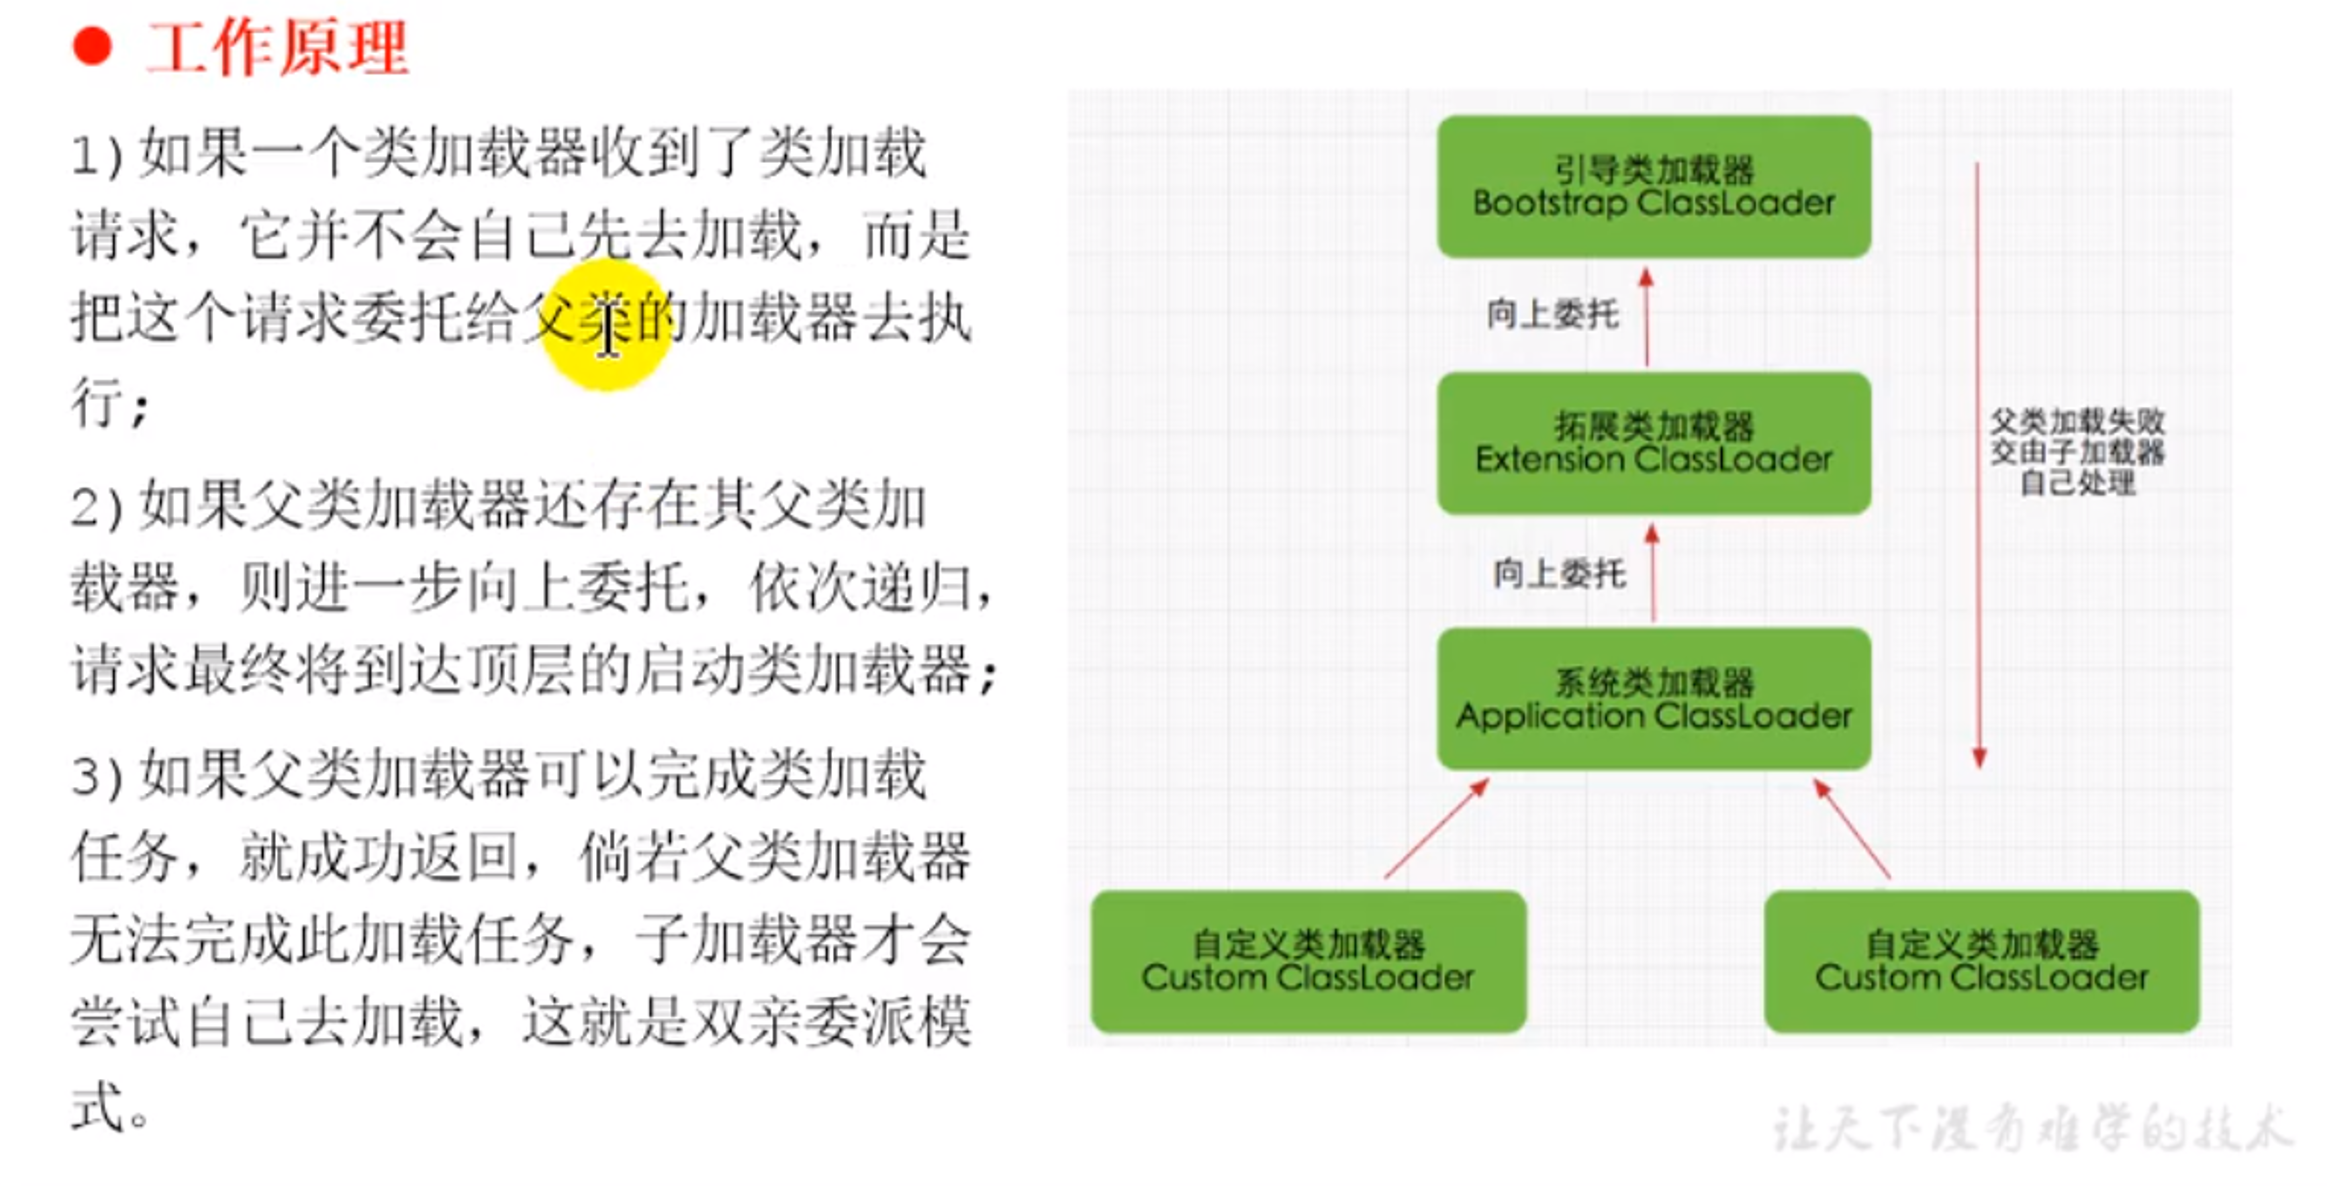 ● 工作原理
1)如果一个类加载器收到了类加载
请求，它并不会自己先去加载，而是
把这个请求委托给父类的加载器去执
行;
2)如果父类加载器还存在其父类加
载器，则进一步向上委托，依次递归，
请求最终将到达顶层的启动类加载器;
3)如果父类加载器可以完成类加载
任务，就成功返回，倘若父类加载器
无法完成此加载任务，子加载器才会
尝试自己去加载，这就是双亲委派模
式。
引导类加载器
Bootstrap ClassLoader
向上委托
拓展类加载器
Extension ClassLoader
父类加载失败
交由子加载器
自己处理
向上委托
系统类加载器
Application ClassLoader
自定义类加载器
Custom ClassLoader
自定义类加载器
Custom ClassLoader
让天下没有难学的技术